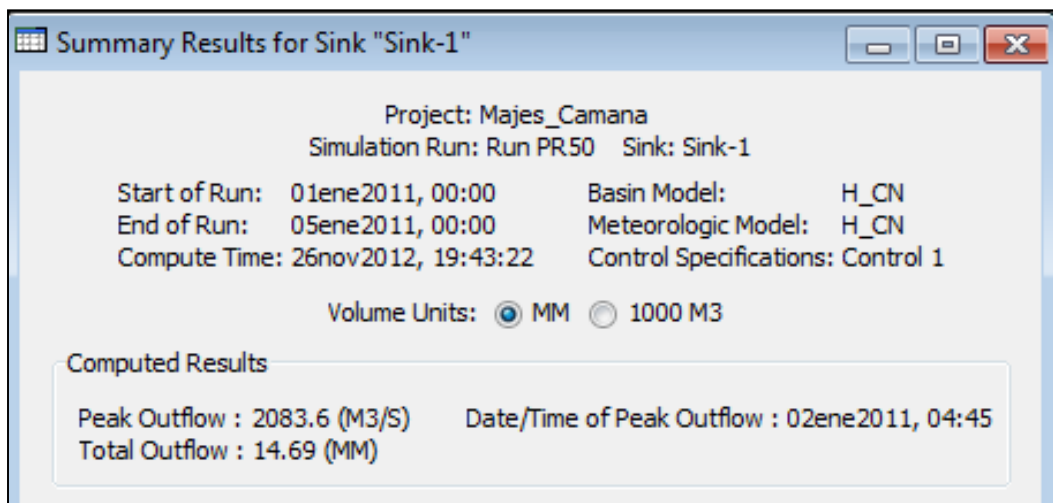 Summary Results for Sink "Sink-1"
Project: Majes_Camana
Simulation Run: Run PR50 Sink: Sink-1
Start of Run: 01ene2011, 00:00 Basin Model: H_CN
End of Run: 05ene2011, 00:00 Meteorologic Model: H_CN
Compute Time: 26nov2012, 19:43:22 Control Specifications: Control 1
Volume Units: MM 1000 M3
Computed Results
Peak Outflow : 2083.6 (M3/S) Date/Time of Peak Outflow : 02ene2011, 04:45
Total Outflow : 14.69 (MM)